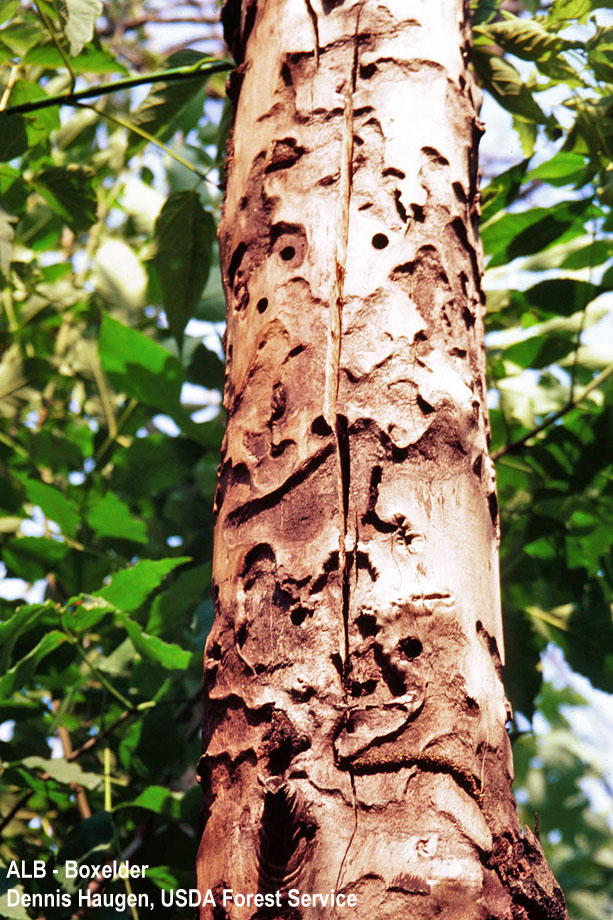 ALB - Boxelder
Dennis Haugen, USDA Forest Service